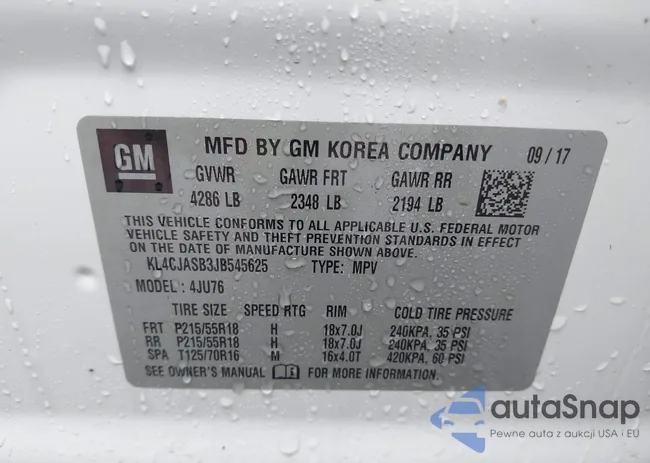 GM
MFD BY GM KOREA COMPANY 09/17
GVWR GAWR FRT GAWR RR
4286 LB 2348 LB 2194 LB
THIS VEHICLE CONFORMS TO ALL APPLICABLE U.S. FEDERAL MOTOR
VEHICLE SAFETY AND THEFT PREVENTION STANDARDS IN EFFECT
ON THE DATE OF MANUFACTURE SHOWN ABOVE.
KL4CJASB3JB545625 TYPE: MPV
MODEL: 4JU76
TIRE SIZE SPEED RTG RIM COLD TIRE PRESSURE
FRT P215/55R18 H 18x7.0J 240KPA, 35 PSI
RR P215/55R18 H 18x7.0J 240KPA, 35 PSI
SPA T125/70R16 M 16x4.0T 420KPA, 60 PSI
SEE OWNER'S MANUAL FOR MORE INFORMATION.
autaSnap
Pewne auta z aukcji USA i EU